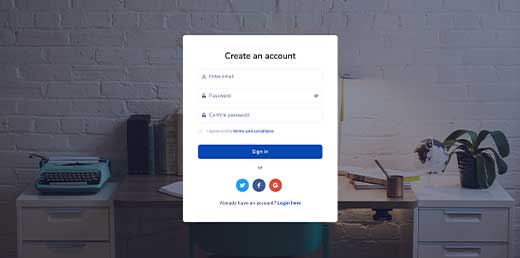 Create an account
Enter email
Password
Confirm password
I agree to the terms and conditions
Sign in
or
Already have an account? Login here